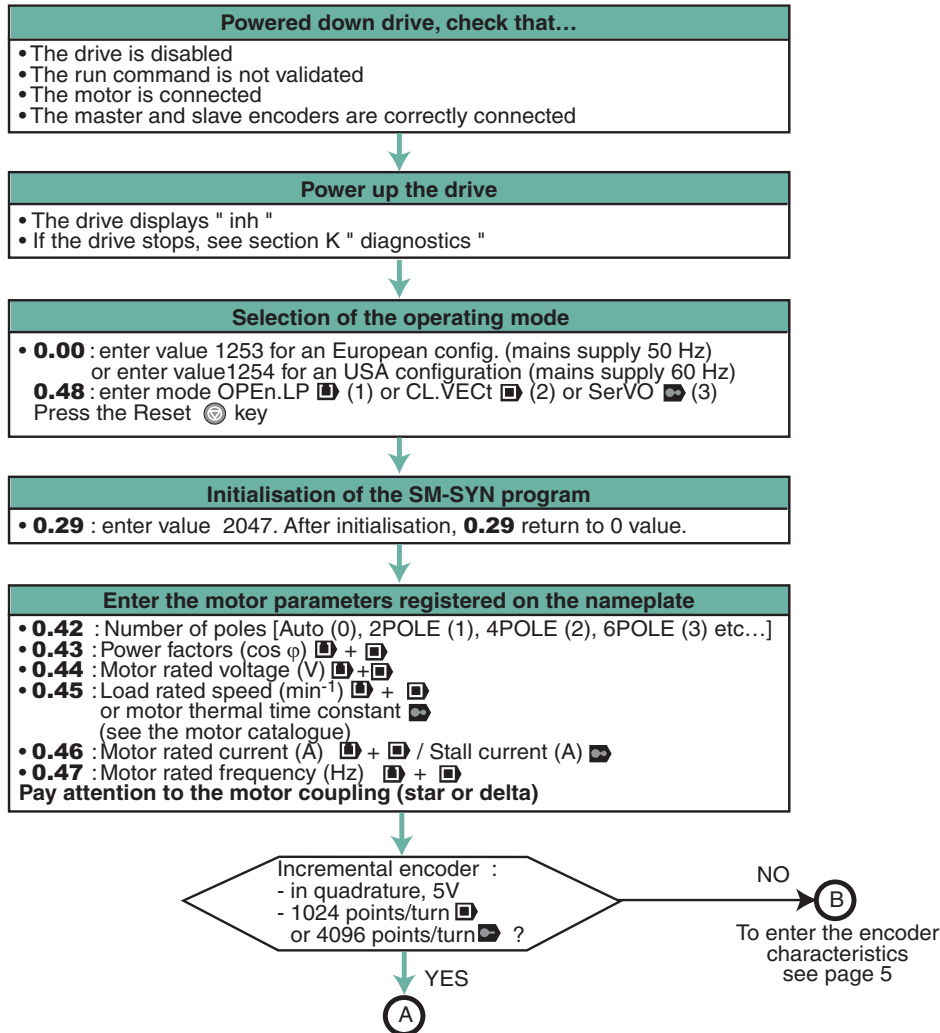 Powered down drive, check that…
• The drive is disabled
• The run command is not validated
• The motor is connected
• The master and slave encoders are correctly connected
Power up the drive
• The drive displays " inh "
• If the drive stops, see section K " diagnostics "
Selection of the operating mode
• 0.00 : enter value 1253 for an European config. (mains supply 50 Hz)
or enter value1254 for an USA configuration (mains supply 60 Hz)
0.48 : enter mode OPEn.LP (1) or CL.VECt (2) or SerVO (3)
Press the Reset key
Initialisation of the SM-SYN program
• 0.29 : enter value 2047. After initialisation, 0.29 return to 0 value.
Enter the motor parameters registered on the nameplate
• 0.42 : Number of poles [Auto (0), 2POLE (1), 4POLE (2), 6POLE (3) etc…]
• 0.43 : Power factors (cos φ) +
• 0.44 : Motor rated voltage (V) +
• 0.45 : Load rated speed (min-1) +
or motor thermal time constant
(see the motor catalogue)
• 0.46 : Motor rated current (A) + / Stall current (A)
• 0.47 : Motor rated frequency (Hz) +
Pay attention to the motor coupling (star or delta)
Incremental encoder :
- in quadrature, 5V
- 1024 points/turn
or 4096 points/turn ?
NO
B
To enter the encoder
characteristics
see page 5
YES
A